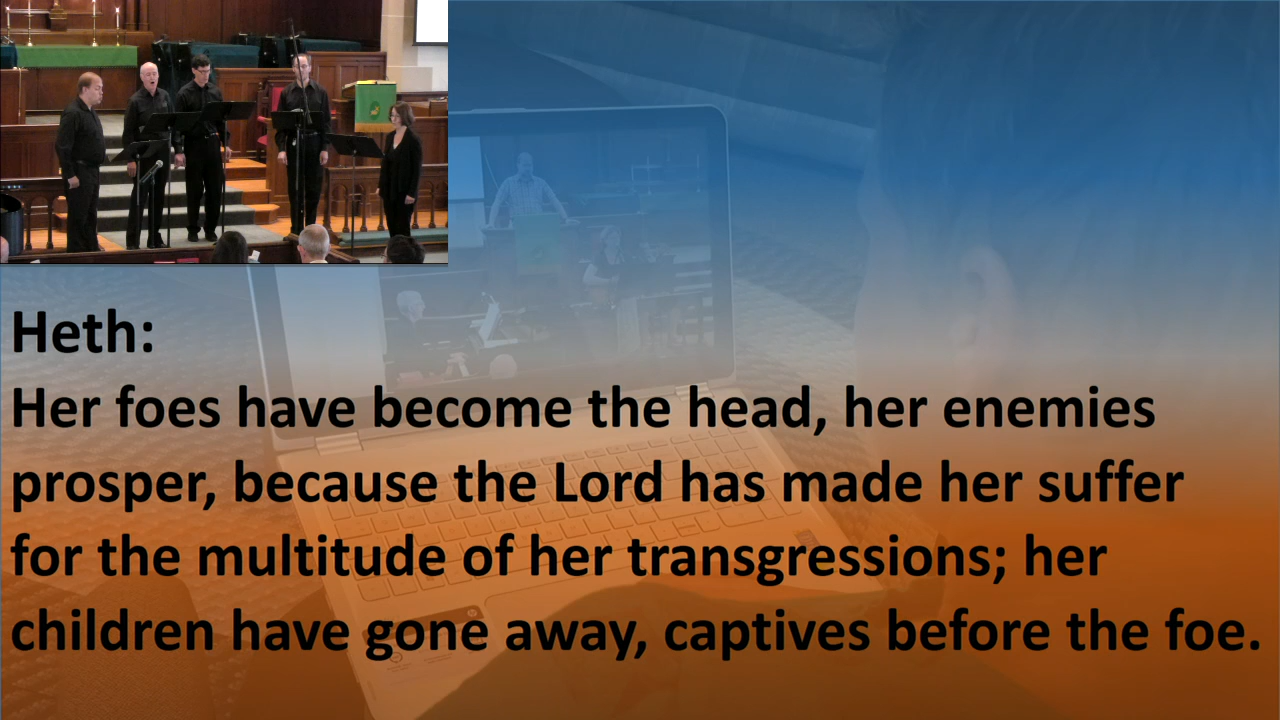 Heth:
Her foes have become the head, her enemies
prosper, because the Lord has made her suffer
for the multitude of her transgressions; her
children have gone away, captives before the foe.